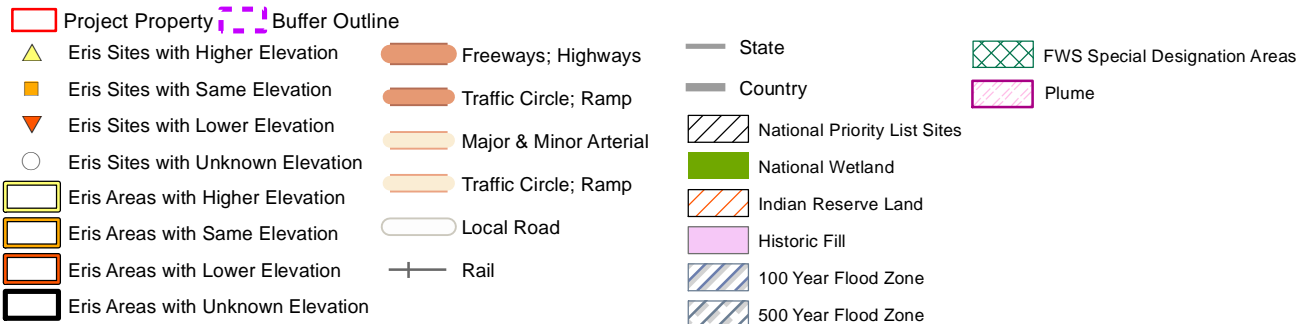 Project Property Buffer Outline
Eris Sites with Higher Elevation
Eris Sites with Same Elevation
Eris Sites with Lower Elevation
Eris Sites with Unknown Elevation
Eris Areas with Higher Elevation
Eris Areas with Same Elevation
Eris Areas with Lower Elevation
Eris Areas with Unknown Elevation
Freeways; Highways
Traffic Circle; Ramp
Major & Minor Arterial
Traffic Circle; Ramp
Local Road
Rail
State
Country
National Priority List Sites
National Wetland
Indian Reserve Land
Historic Fill
100 Year Flood Zone
500 Year Flood Zone
FWS Special Designation Areas
Plume